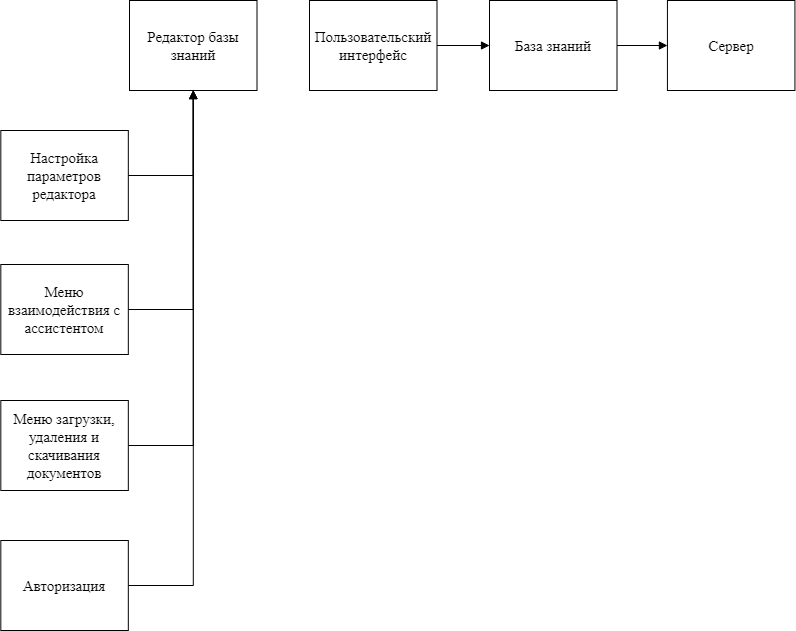 Редактор базы
знаний
Пользовательский
интерфейс
База знаний
Сервер
Настройка
параметров
редактора
Меню
взаимодействия с
ассистентом
Меню загрузки,
удаления и
скачивания
документов
Авторизация